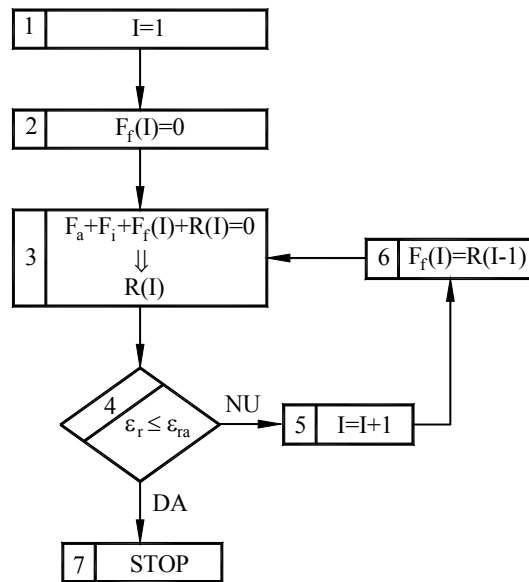 1 I=1
2 F_f(I)=0
F_a+F_i+F_f(I)+R(I)=0
3 ⇓
R(I)
6 F_f(I)=R(I-1)
4
ε_r ≤ ε_ra
NU
5 I=I+1
DA
7 STOP